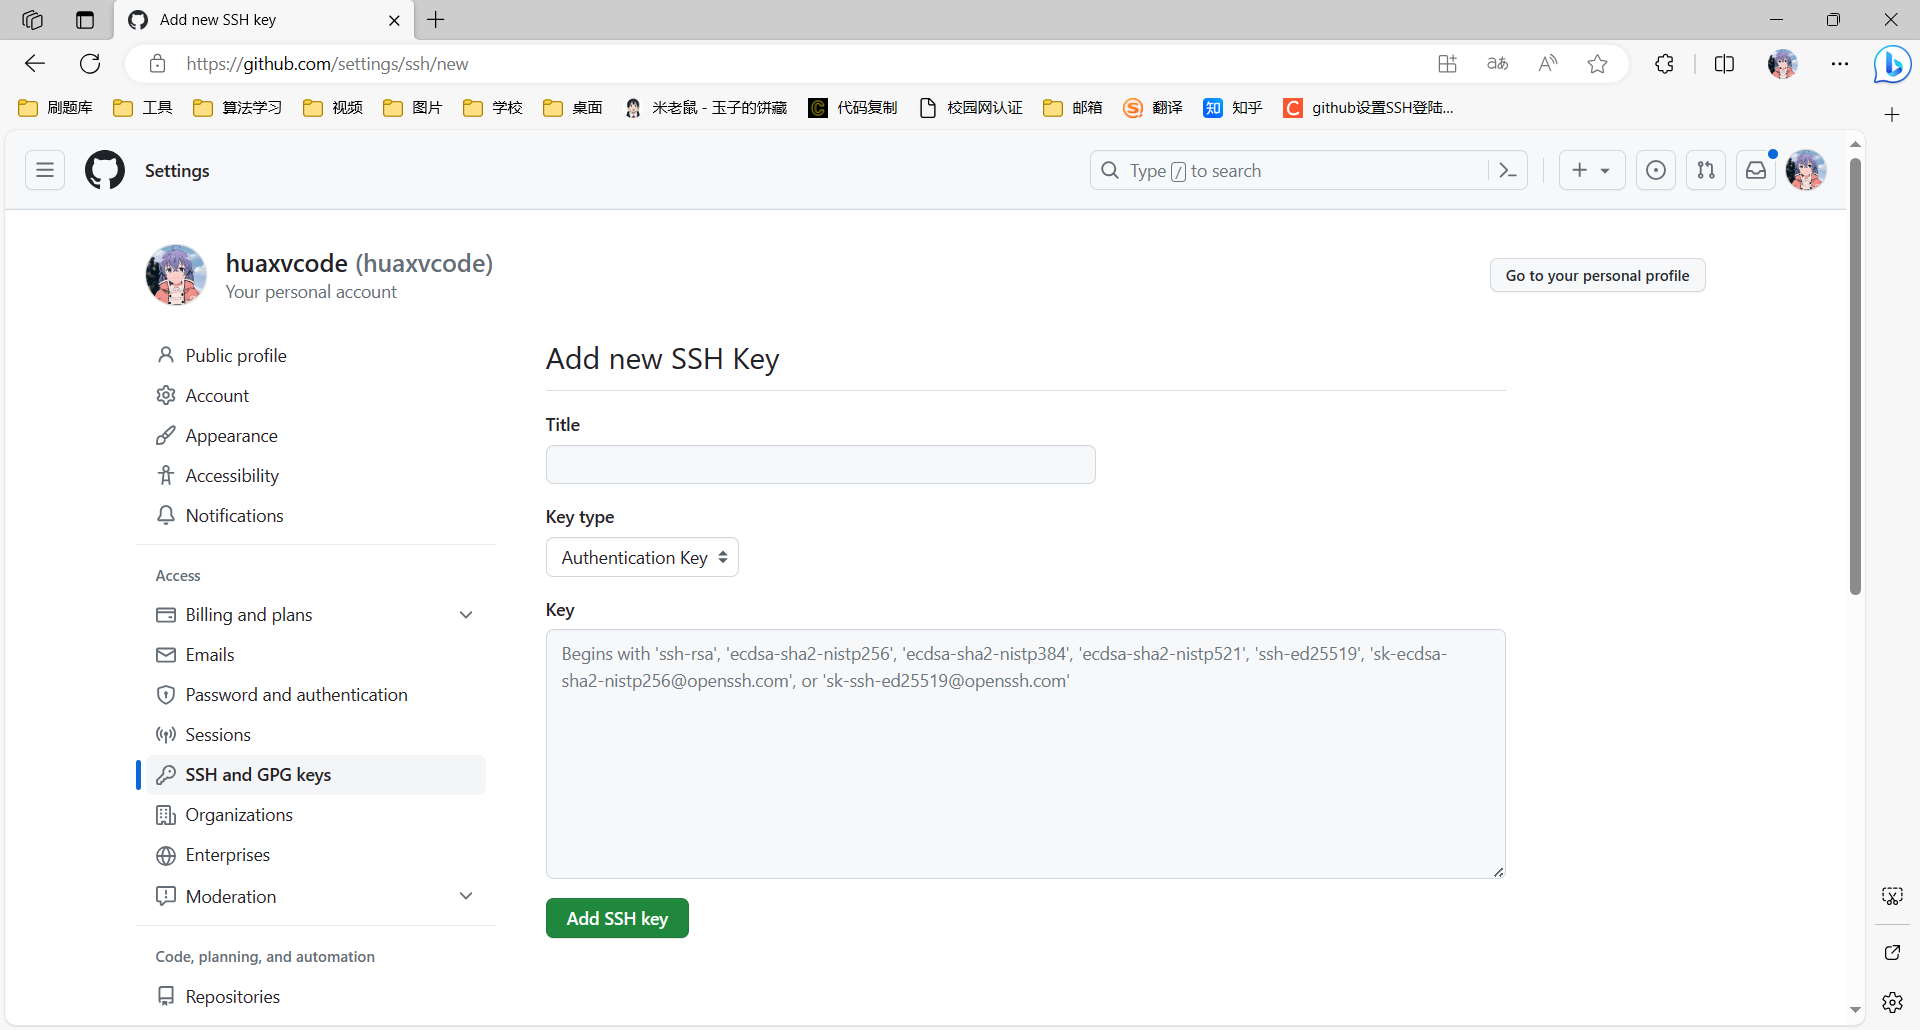 Add new SSH key
https://github.com/settings/ssh/new
刷题库 工具 算法学习 视频 图片 学校 桌面 米老鼠 - 玉子的饼藏 代码复制 校园网认证 邮箱 翻译 知乎 github设置SSH登陆...
Settings
Type / to search
huaxvcode (huaxvcode)
Your personal account
Go to your personal profile
Public profile
Account
Appearance
Accessibility
Notifications
Access
Billing and plans
Emails
Password and authentication
Sessions
SSH and GPG keys
Organizations
Enterprises
Moderation
Code, planning, and automation
Repositories
Add new SSH Key
Title
Key type
Authentication Key
Key
Begins with 'ssh-rsa', 'ecdsa-sha2-nistp256', 'ecdsa-sha2-nistp384', 'ecdsa-sha2-nistp521', 'ssh-ed25519', 'sk-ecdsa-
sha2-nistp256@openssh.com', or 'sk-ssh-ed25519@openssh.com'
Add SSH key